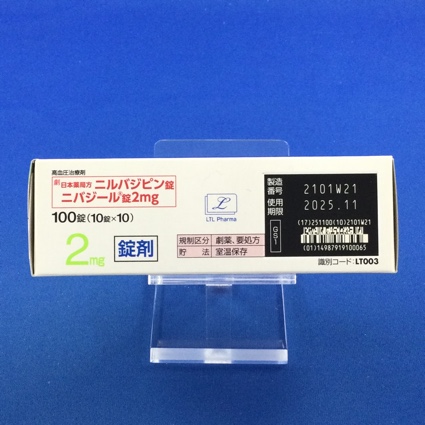 高血圧治療剤
劇 日本薬局方 ニルバジピン錠
ニバジール®錠2mg
100錠(10錠×10)
2mg
錠剤
L
LTL Pharma
規制区分 劇薬、要処方
貯法 室温保存
製造番号 2101W21
使用期限 2025.11
GS1
(17)251100(10)2101W21
(01)14987919100065
識別コード:LT003